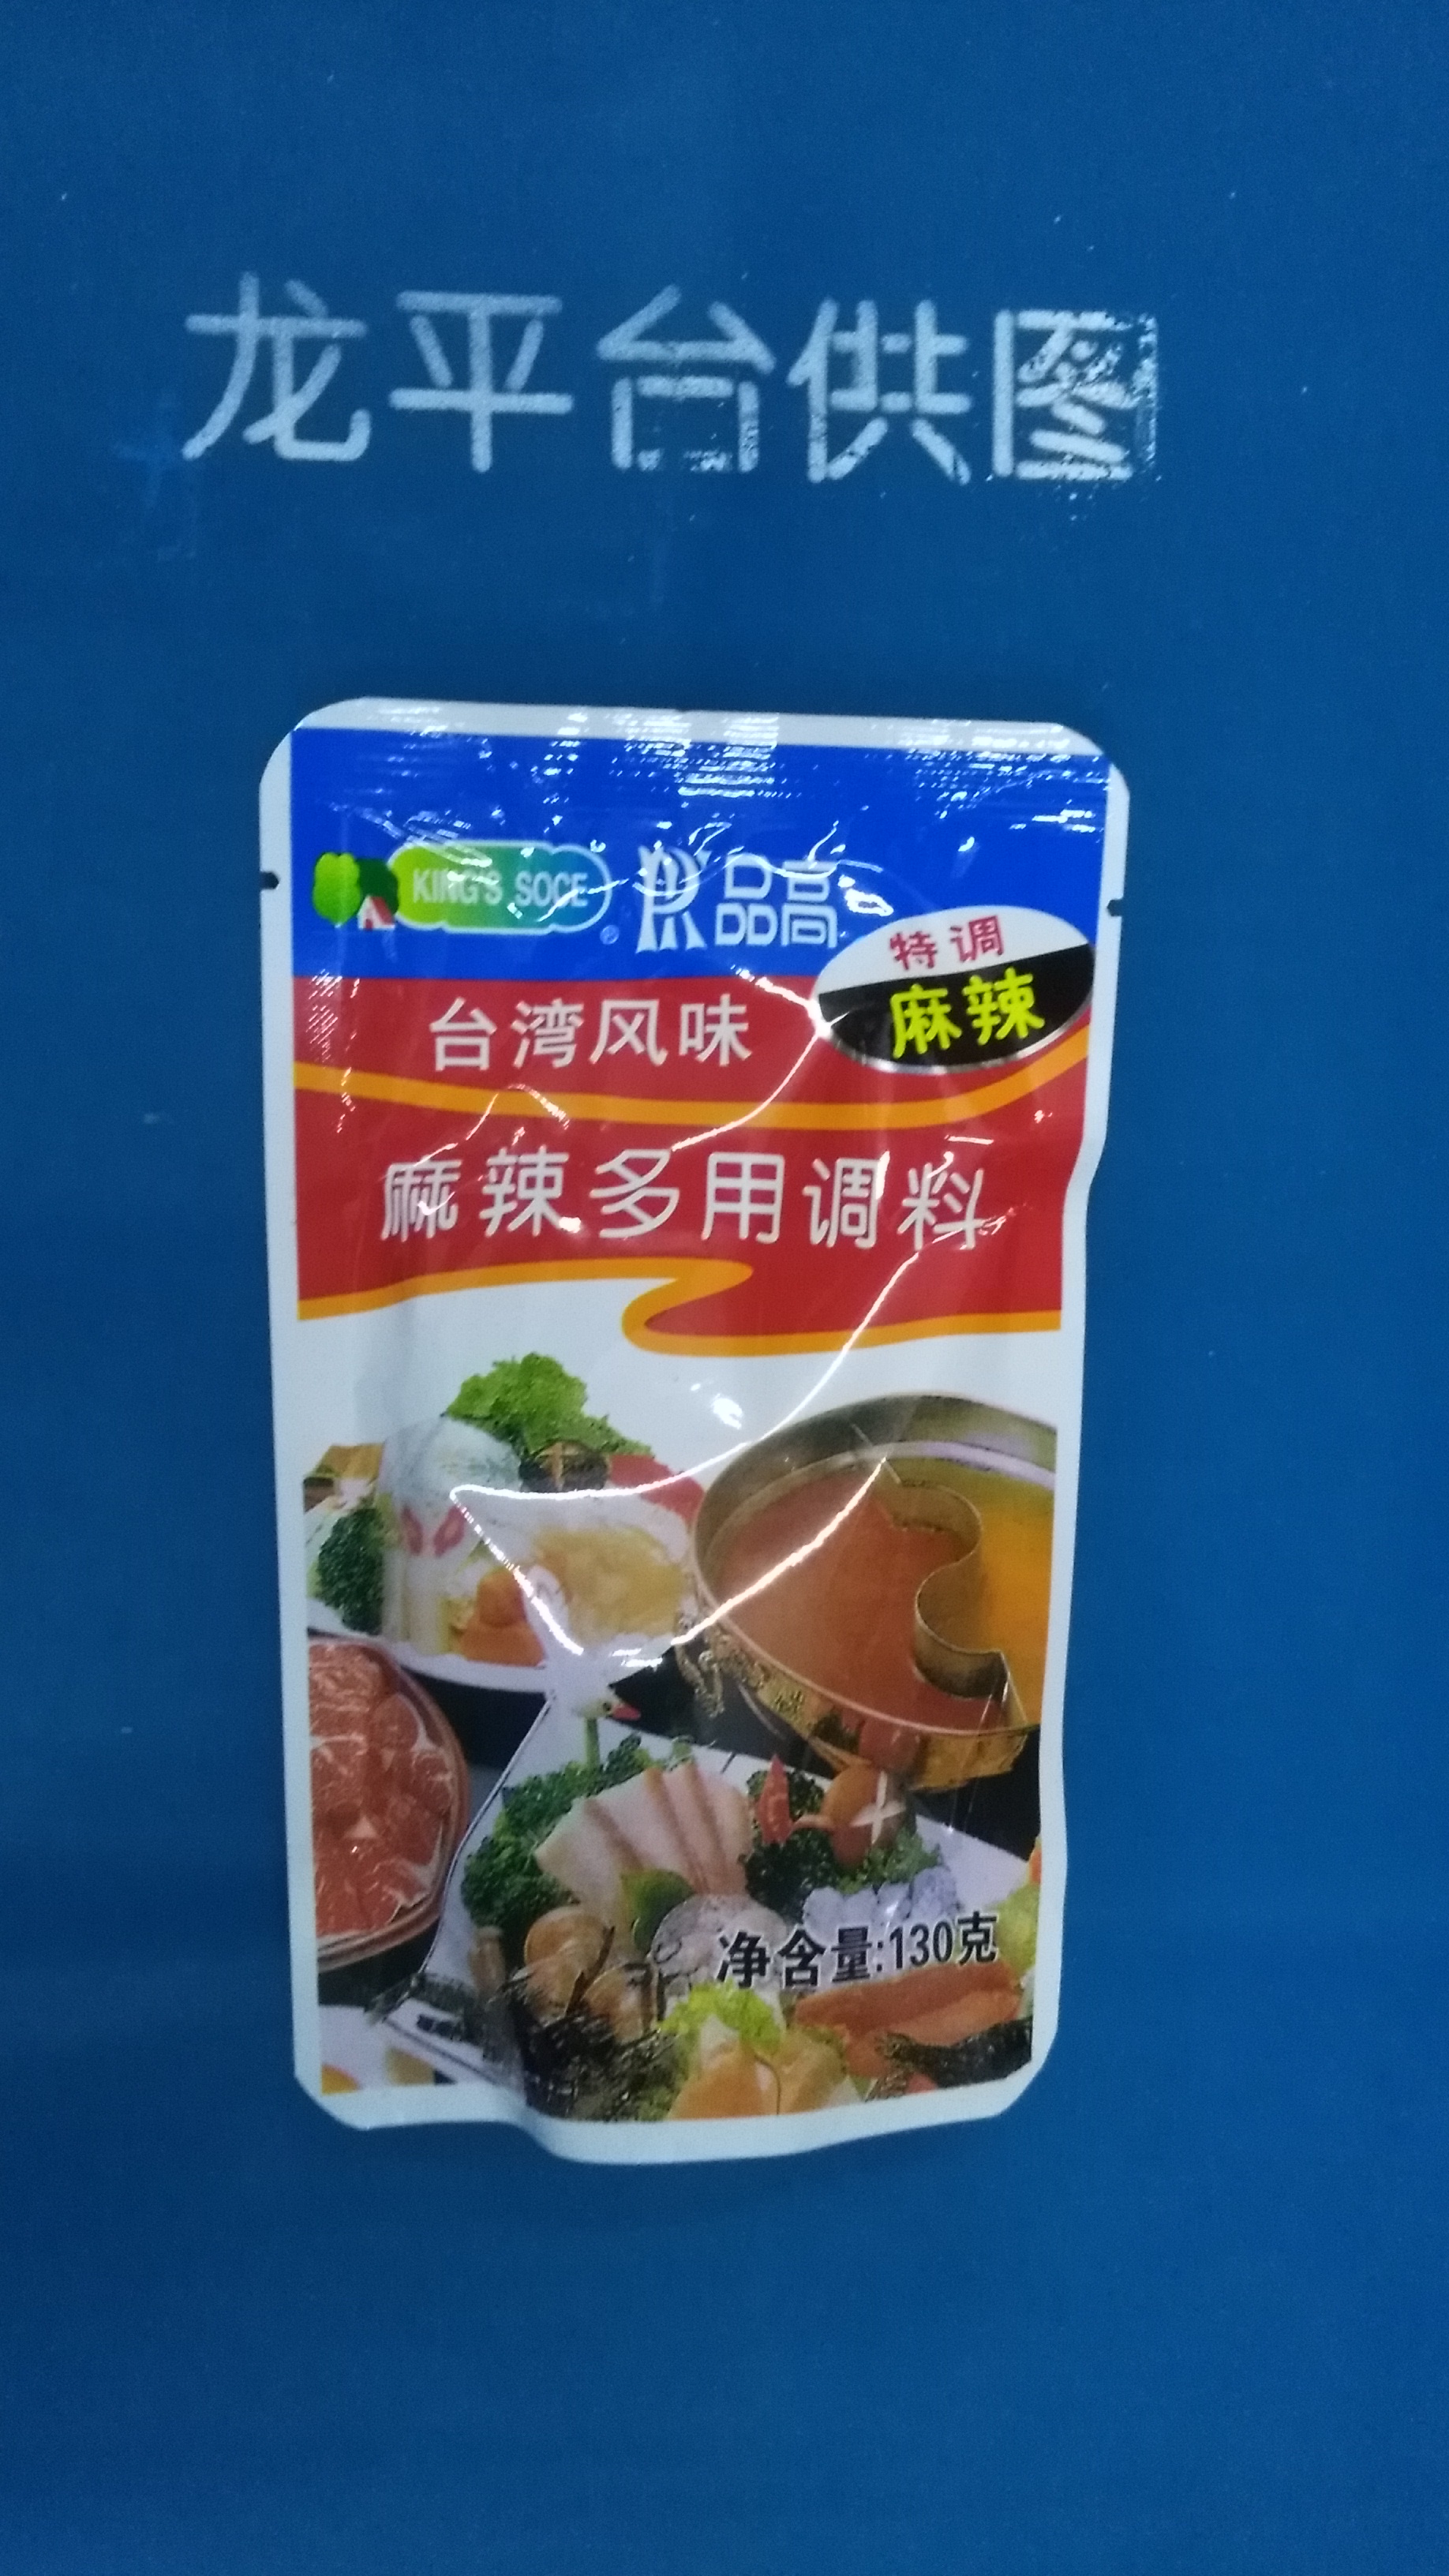 龙平台供图
KING'S SOCE ® 品高
特调
麻辣
台湾风味
麻辣多用调料
净含量:130克